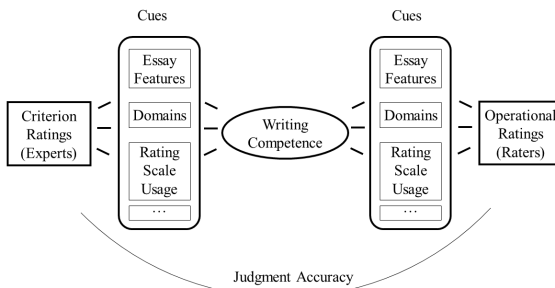 Cues
Cues
Essay
Features
Domains
Rating
Scale
Usage
...
Criterion
Ratings
(Experts)
Writing
Competence
Essay
Features
Domains
Rating
Scale
Usage
...
Operational
Ratings
(Raters)
Judgment Accuracy